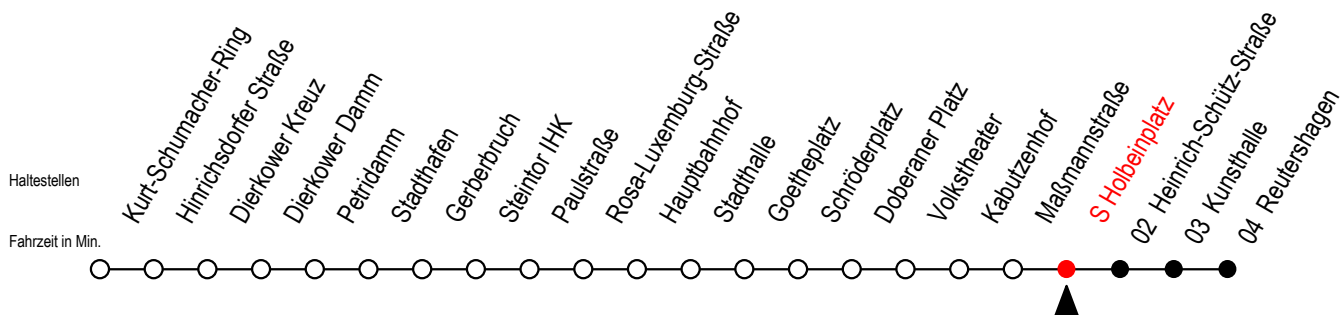 Haltestellen
Fahrzeit in Min.
Kurt-Schumacher-Ring
Hinrichsdorfer Straße
Dierkower Kreuz
Dierkower Damm
Petridamm
Stadthafen
Gerberbruch
Steintor IHK
Paulstraße
Rosa-Luxemburg-Straße
Hauptbahnhof
Stadthalle
Goetheplatz
Schröderplatz
Doberaner Platz
Volkstheater
Kabutzenhof
Maßmannstraße
S Holbeinplatz
02 Heinrich-Schütz-Straße
03 Kunsthalle
04 Reutershagen